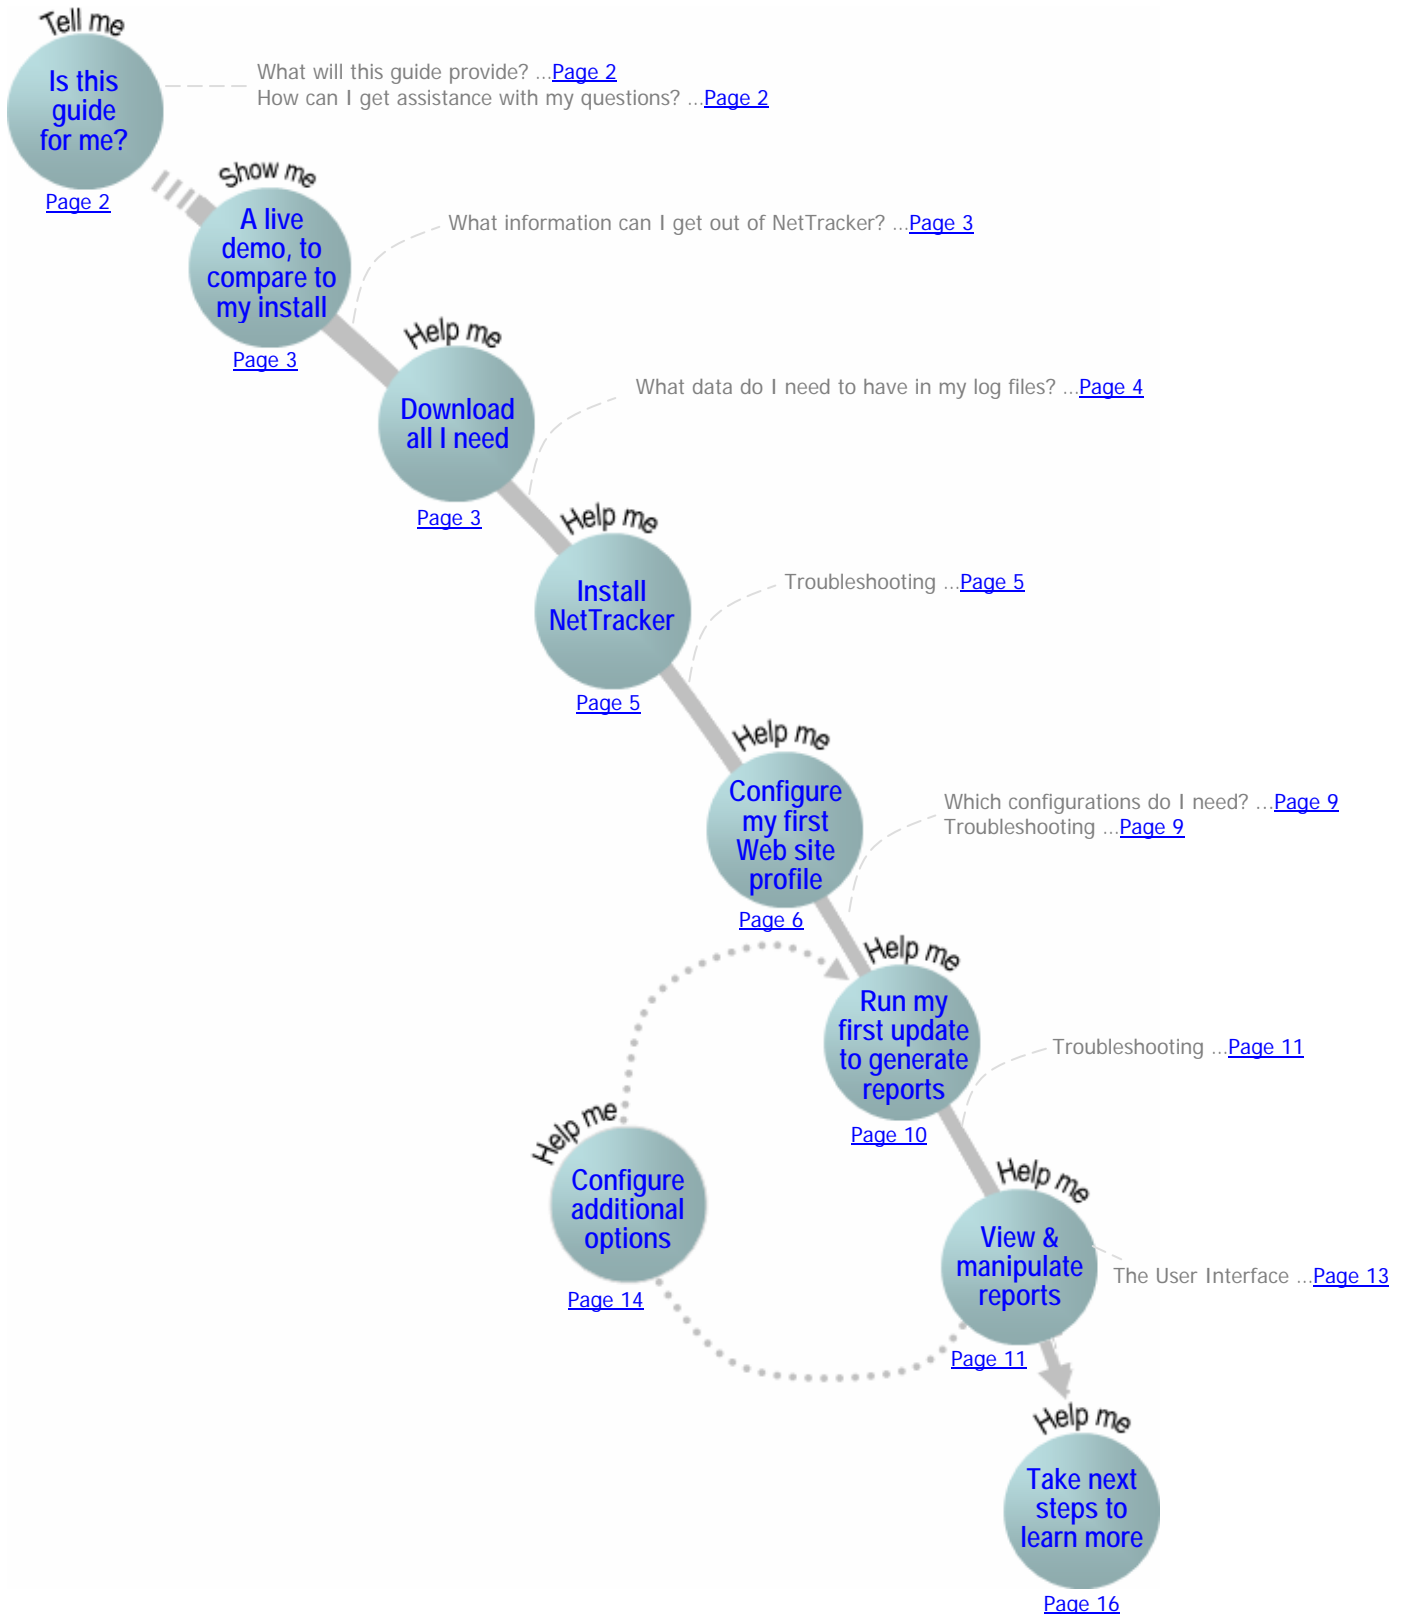 Tell me
Is this
guide
for me?
Page 2
What will this guide provide? ...Page 2
How can I get assistance with my questions? ...Page 2
Show me
A live
demo, to
compare to
my install
Page 3
What information can I get out of NetTracker? ...Page 3
Help me
Download
all I need
Page 3
What data do I need to have in my log files? ...Page 4
Help me
Install
NetTracker
Page 5
Troubleshooting ...Page 5
Help me
Configure
my first
Web site
profile
Page 6
Which configurations do I need? ...Page 9
Troubleshooting ...Page 9
Help me
Run my
first update
to generate
reports
Page 10
Troubleshooting ...Page 11
Help me
Configure
additional
options
Page 14
Help me
View &
manipulate
reports
Page 11
The User Interface ...Page 13
Help me
Take next
steps to
learn more
Page 16